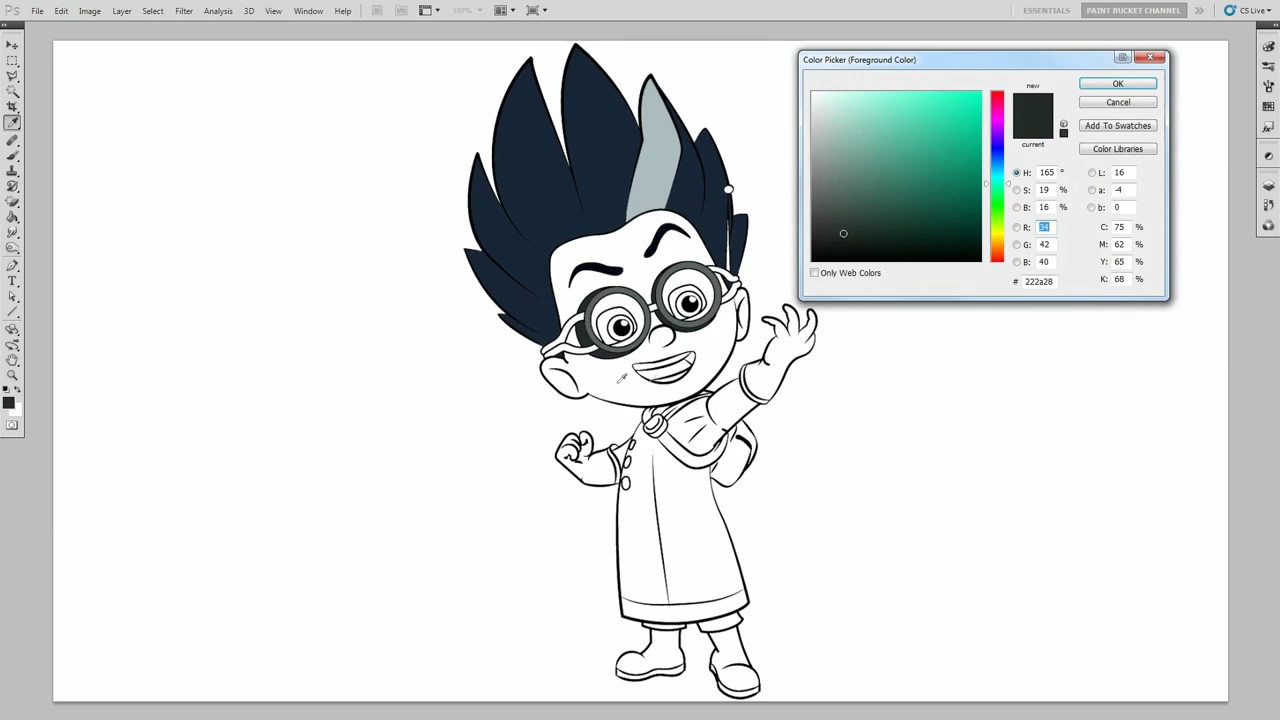 Ps File Edit Image Layer Select Filter Analysis 3D View Window Help 100% ESSENTIALS PAINT BUCKET CHANNEL CS Live
Color Picker (Foreground Color)
new
current
OK
Cancel
Add To Swatches
Color Libraries
H: 165 ° L: 16
S: 19 % a: -4
B: 16 % b: 0
R: 34 C: 75 %
G: 42 M: 62 %
B: 40 Y: 65 %
# 222a28 K: 68 %
Only Web Colors
T